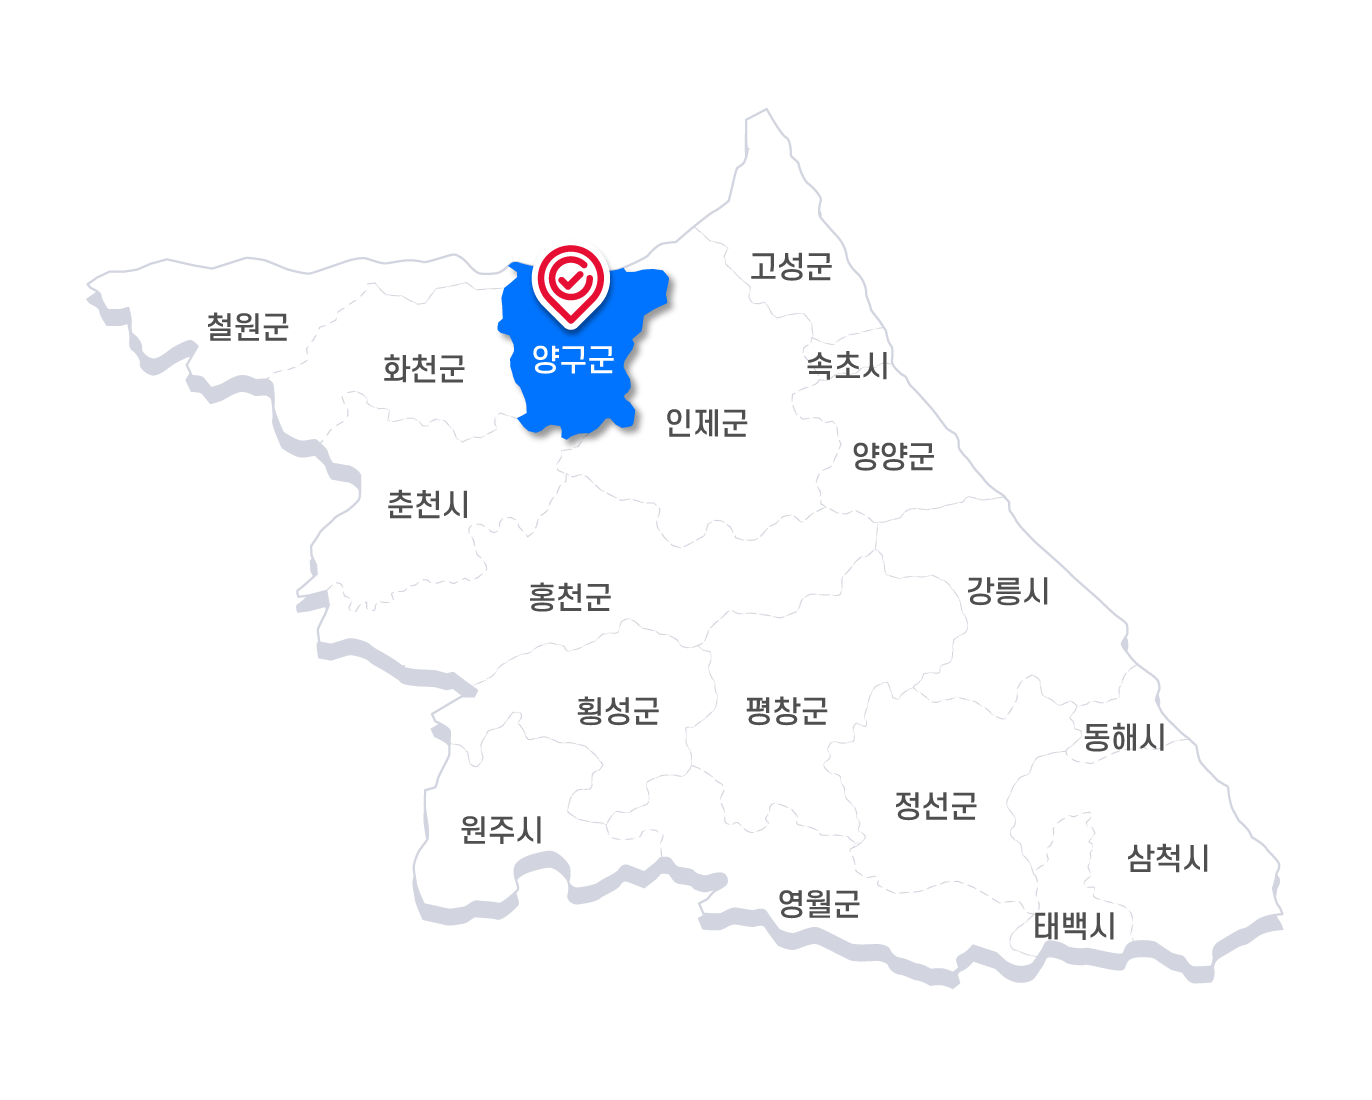 고성군
철원군
양구군
화천군
속초시
인제군
양양군
춘천시
강릉시
홍천군
횡성군
평창군
동해시
정선군
원주시
삼척시
영월군
태백시